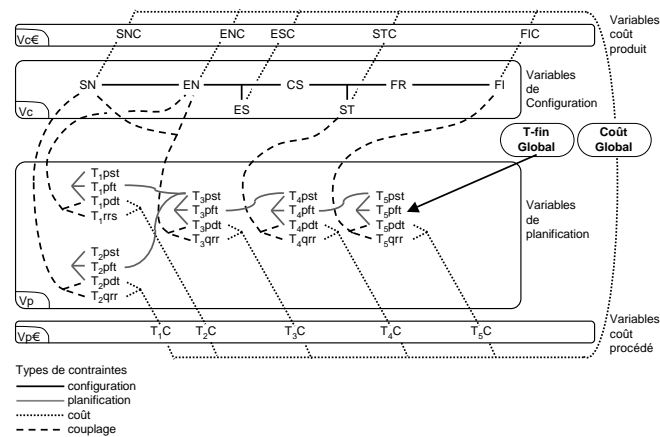 SNC ENC ESC STC FIC
Vc€
Variables
coût
produit
SN EN CS FR FI
ES ST
Vc
Variables
de
Configuration
T-fin
Global
Coût
Global
T1pst
T1pft
T1pdt
T1rrs
T2pst
T2pft
T2pdt
T2qrr
T3pst
T3pft
T3pdt
T3qrr
T4pst
T4pft
T4pdt
T4qrr
T5pst
T5pft
T5pdt
T5qrr
Vp
Variables
de
planification
T1C T2C T3C T4C T5C
Vp€
Variables
coût
procédé
Types de contraintes
configuration
planification
coût
couplage